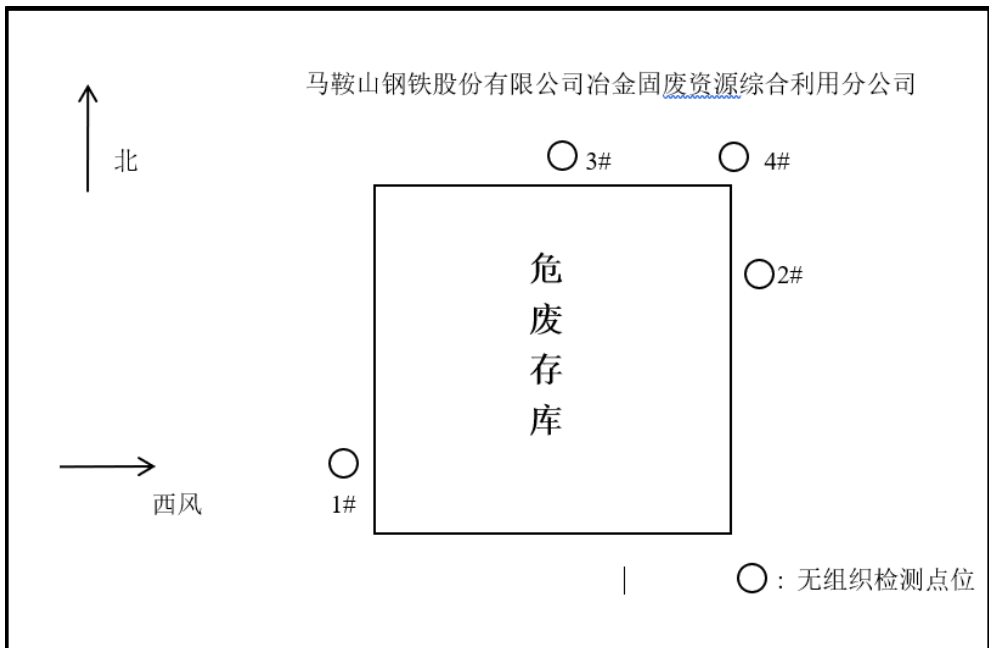 马鞍山钢铁股份有限公司冶金固废资源综合利用分公司
北
3#
4#
危
废
存
库
2#
西风
1#
：无组织检测点位